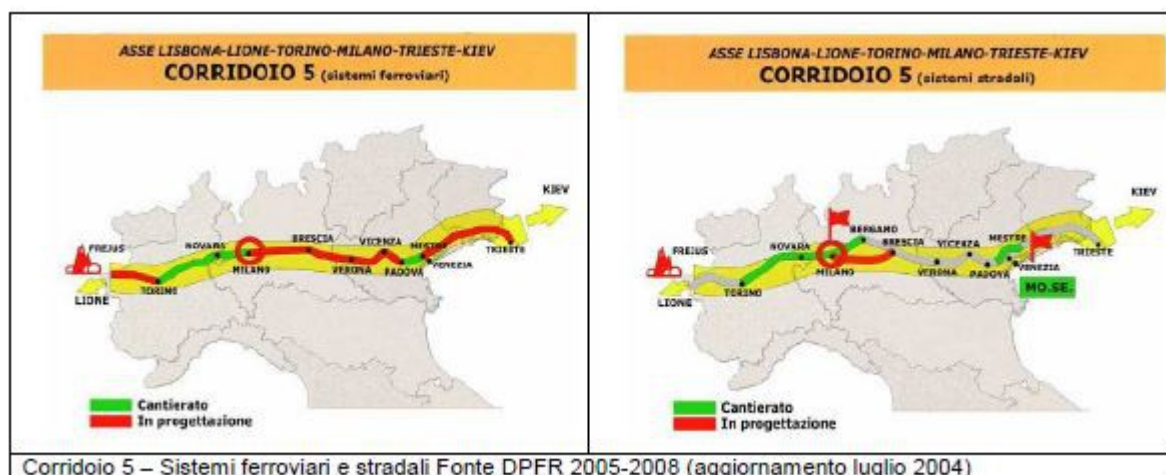 ASSE LISBONA-LIONE-TORINO-MILANO-TRIESTE-KIEV
CORRIDOIO 5 (sistemi ferroviari)
KIEV
FREJUS
NOVARA
BRESCIA
VICENZA
MESTRE
TRIESTE
MILANO
VERONA
PADOVA
VENEZIA
LIONE
TORINO
Cantierato
In progettazione
ASSE LISBONA-LIONE-TORINO-MILANO-TRIESTE-KIEV
CORRIDOIO 5 (sistemi stradali)
KIEV
BERGAMO
FREJUS
NOVARA
BRESCIA
VICENZA
MESTRE
TRIESTE
MILANO
VERONA
PADOVA
VENEZIA
LIONE
TORINO
MO.SE.
Cantierato
In progettazione
Corridoio 5 – Sistemi ferroviari e stradali Fonte DPFR 2005-2008 (aggiornamento luglio 2004)